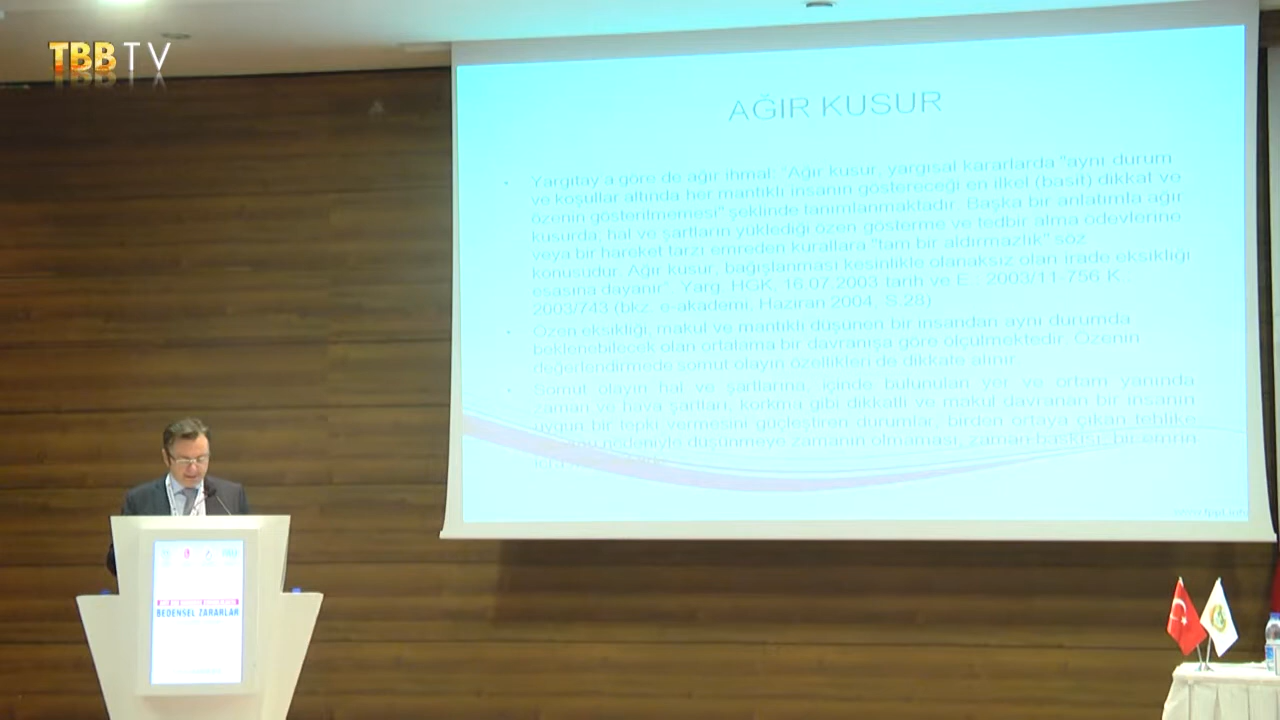 TBB TV
AĞIR KUSUR
Yargıtay'a göre de ağır ihmal: "Ağır kusur, yargısal kararlarda "aynı durum
ve koşullar altında her mantıklı insanın göstereceği en ilkel (basit) dikkat ve
özenin gösterilmemesi" şeklinde tanımlanmaktadır. Başka bir anlatımla ağır
kusurda, hal ve şartların yüklediği özen gösterme ve tedbir alma ödevlerine
veya bir hareket tarzı emreden kurallara "tam bir aldırmazlık" söz
konusudur. Ağır kusur; bağışlanması kesinlikle olanaksız olan irade eksikliği
esasına dayanır", Yarg. HGK, 16.07.2003 tarih ve E.: 2003/11-756 K.:
2003/743 (bkz. e-akademi, Haziran 2004, S.28).
Özen eksikliği, makul ve mantıklı düşünen bir insandan aynı durumda
beklenebilecek olan ortalama bir davranışa göre ölçülmektedir. Özenin
değerlendirmede somut olayın özellikleri de dikkate alınır.
Somut olayın hal ve şartlarına, içinde bulunulan yer ve ortam yanında
zaman ve hava şartları, korkma gibi dikkatli ve makul davranan bir insanın
uygun bir tepki vermesini güçleştiren durumlar, birden ortaya çıkan tehlike
nedeniyle düşünmeye zamanın olmaması, zaman baskısı, bir emrin
BEDENSEL ZARARLAR